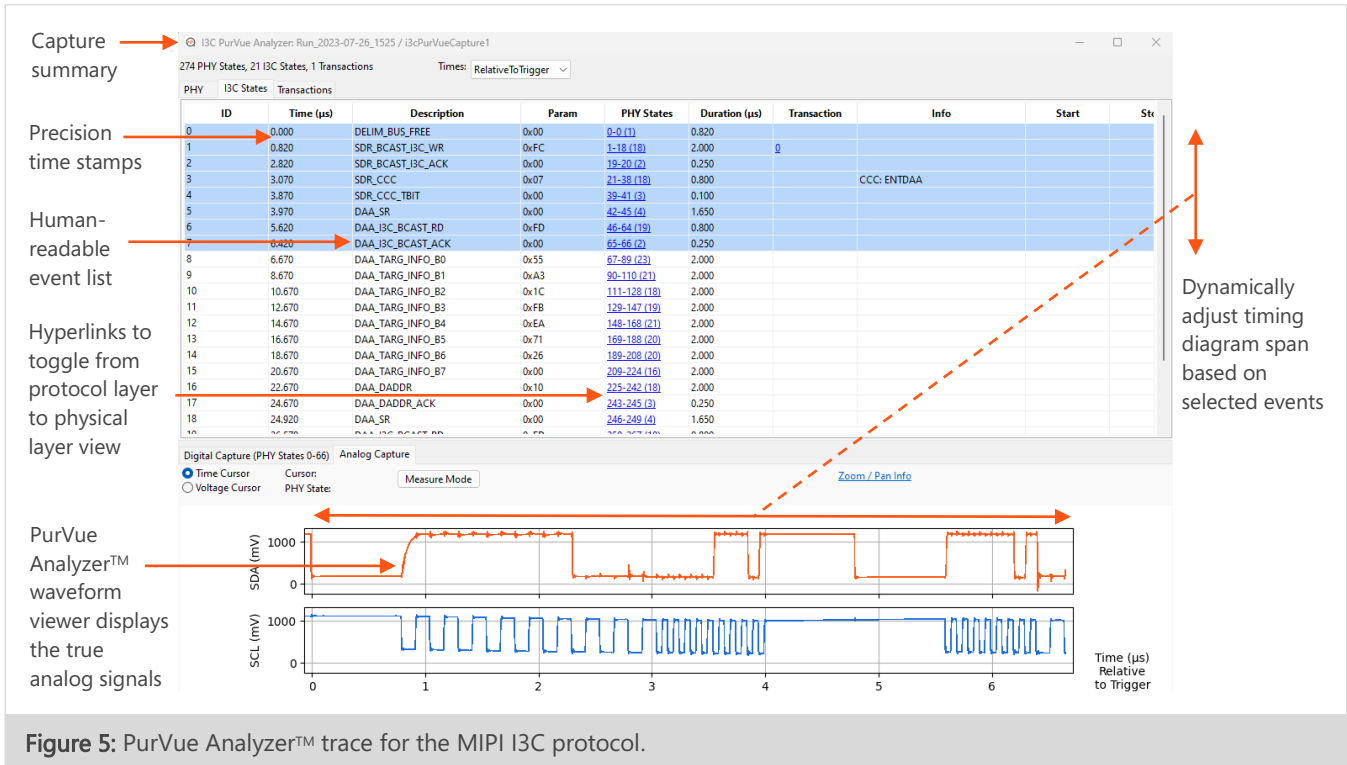 Capture
summary
Precision
time stamps
Human-
readable
event list
Hyperlinks to
toggle from
protocol layer
to physical
layer view
PurVue
Analyzer™
waveform
viewer displays
the true
analog signals
I3C PurVue Analyzer: Run_2023-07-26_1525 / i3cPurVueCapture1
274 PHY States, 21 I3C States, 1 Transactions Times: RelativeToTrigger
PHY I3C States Transactions
ID Time (µs) Description Param PHY States Duration (µs) Transaction Info Start
0 0.000 DELIM_BUS_FREE 0x00 0-0 (1) 0.820
1 0.820 SDR_BCAST_I3C_WR 0xFC 1-18 (18) 2.000 0
2 2.820 SDR_BCAST_I3C_ACK 0x00 19-20 (2) 0.250
3 3.070 SDR_CCC 0x07 21-38 (18) 0.800 CCC: ENTDAA
4 3.870 SDR_CCC_TBIT 0x00 39-41 (3) 0.100
5 3.970 DAA_SR 0x00 42-45 (4) 1.650
6 5.620 DAA_I3C_BCAST_RD 0xFD 46-64 (19) 0.800
7 6.420 DAA_I3C_BCAST_ACK 0x00 65-66 (2) 0.250
8 6.670 DAA_TARG_INFO_B0 0x55 67-89 (23) 2.000
9 8.670 DAA_TARG_INFO_B1 0xA3 90-110 (21) 2.000
10 10.670 DAA_TARG_INFO_B2 0x1C 111-128 (18) 2.000
11 12.670 DAA_TARG_INFO_B3 0xFB 129-147 (19) 2.000
12 14.670 DAA_TARG_INFO_B4 0xEA 148-168 (21) 2.000
13 16.670 DAA_TARG_INFO_B5 0x71 169-188 (20) 2.000
14 18.670 DAA_TARG_INFO_B6 0x26 189-208 (20) 2.000
15 20.670 DAA_TARG_INFO_B7 0x00 209-224 (16) 2.000
16 22.670 DAA_DADDR 0x10 225-242 (18) 2.000
17 24.670 DAA_DADDR_ACK 0x00 243-245 (3) 0.250
18 24.920 DAA_SR 0x00 246-249 (4) 1.650
Digital Capture (PHY States 0-66) Analog Capture
Time Cursor Cursor: Measure Mode Zoom / Pan Info
Voltage Cursor PHY State:
SDA (mV)
1000
0
SCL (mV)
1000
0
0 1 2 3 4 5 6
Time (µs)
Relative
to Trigger
Dynamically
adjust timing
diagram span
based on
selected events
Figure 5: PurVue Analyzer™ trace for the MIPI I3C protocol.